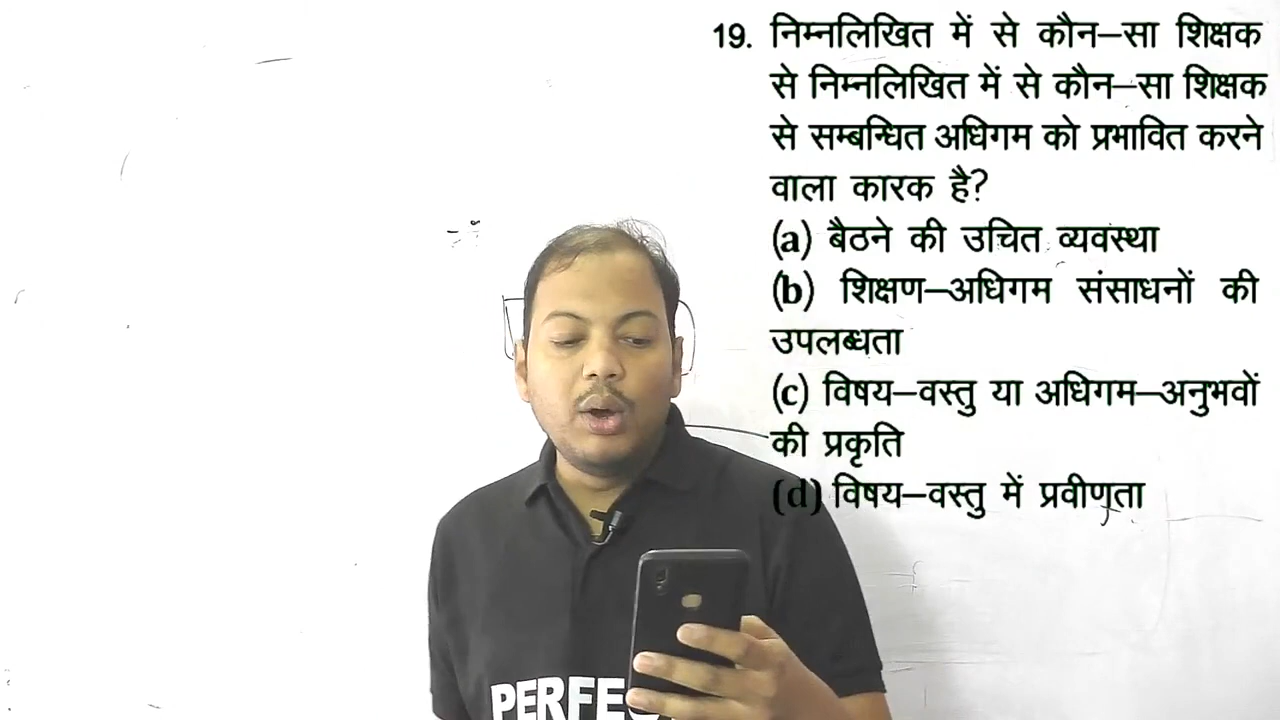 19. निम्नलिखित में से कौन–सा शिक्षक
से निम्नलिखित में से कौन–सा शिक्षक
से सम्बन्धित अधिगम को प्रभावित करने
वाला कारक है?
(a) बैठने की उचित व्यवस्था
(b) शिक्षण–अधिगम संसाधनों की
उपलब्धता
(c) विषय–वस्तु या अधिगम–अनुभवों
की प्रकृति
(d) विषय–वस्तु में प्रवीणता